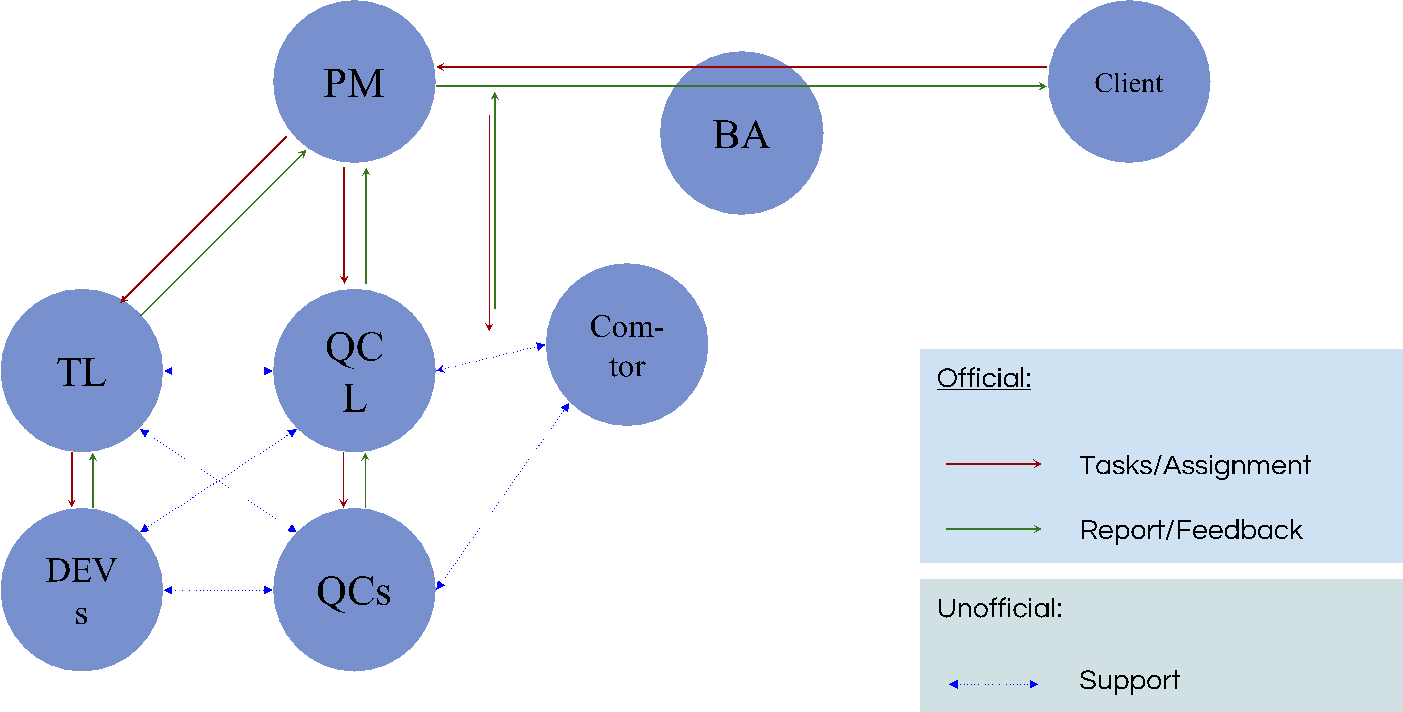 PM
Client
BA
Com-
tor
QC
L
TL
Official:
Tasks/Assignment
Report/Feedback
DEV
s
QCs
Unofficial:
Support